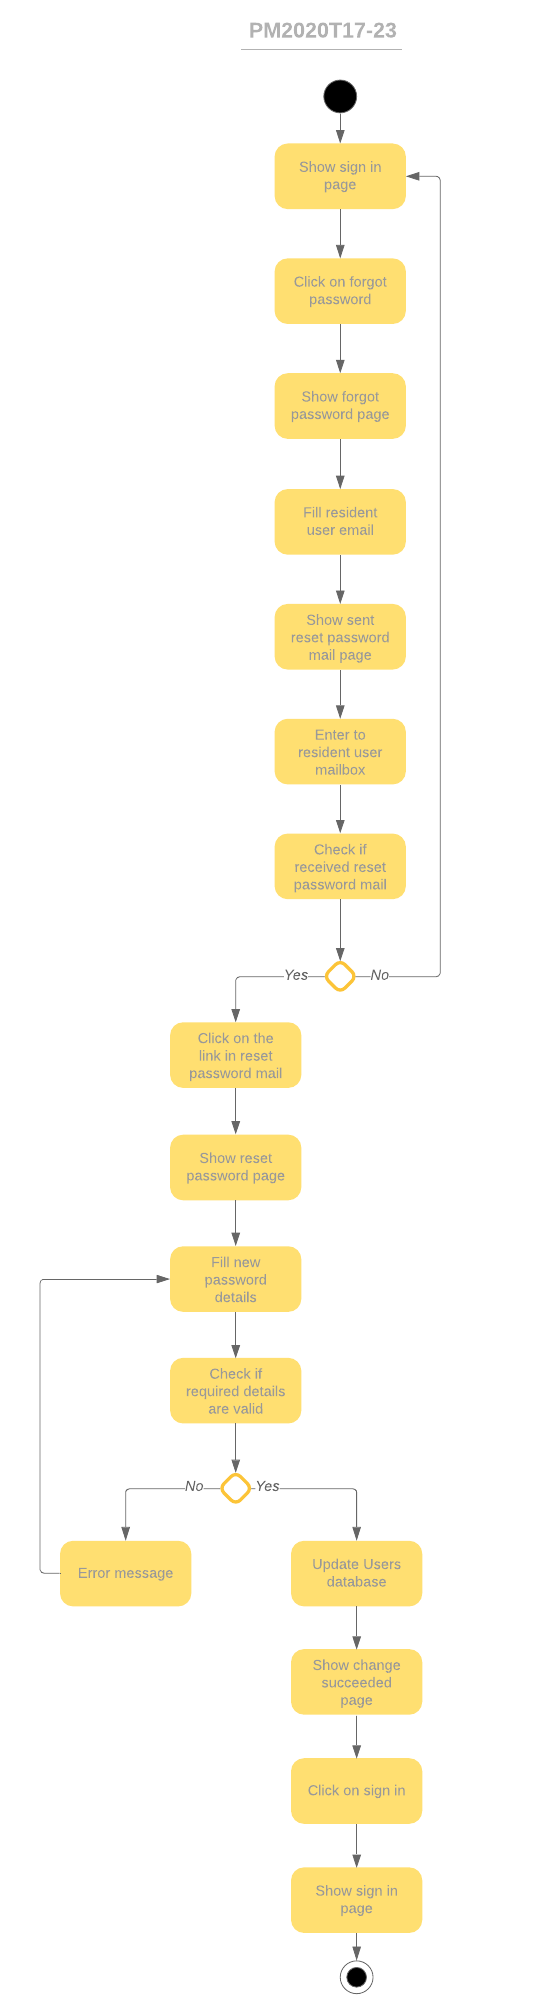 PM2020T17-23
Show sign in
page
Click on forgot
password
Show forgot
password page
Fill resident
user email
Show sent
reset password
mail page
Enter to
resident user
mailbox
Check if
received reset
password mail
Yes
No
Click on the
link in reset
password mail
Show reset
password page
Fill new
password
details
Check if
required details
are valid
No
Yes
Error message
Update Users
database
Show change
succeeded
page
Click on sign in
Show sign in
page